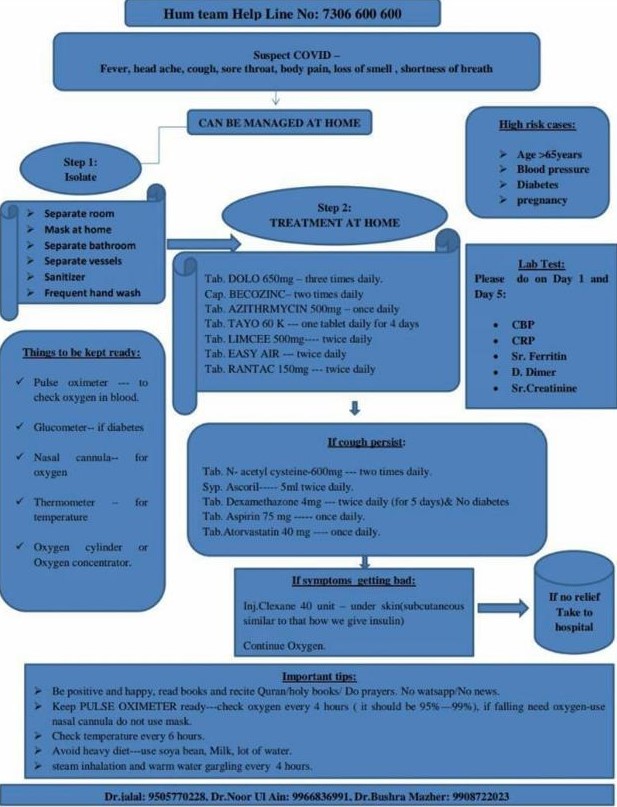 Hum team Help Line No: 7306 600 600
Suspect COVID –
Fever, head ache, cough, sore throat, body pain, loss of smell , shortness of breath
CAN BE MANAGED AT HOME
High risk cases:
➢ Age >65years
➢ Blood pressure
➢ Diabetes
➢ pregnancy
Step 1:
Isolate
➢ Separate room
➢ Mask at home
➢ Separate bathroom
➢ Separate vessels
➢ Sanitizer
➢ Frequent hand wash
Step 2:
TREATMENT AT HOME
Tab. DOLO 650mg – three times daily.
Cap. BECOZINC– two times daily
Tab. AZITHRMYCIN 500mg – once daily
Tab. TAYO 60 K --- one tablet daily for 4 days
Tab. LIMCEE 500mg---- twice daily
Tab. EASY AIR --- twice daily
Tab. RANTAC 150mg --- twice daily
Lab Test:
Please do on Day 1 and
Day 5:
• CBP
• CRP
• Sr. Ferritin
• D. Dimer
• Sr.Creatinine
Things to be kept ready:
✓ Pulse oximeter --- to
check oxygen in blood.
✓ Glucometer-- if diabetes
✓ Nasal cannula-- for
oxygen
✓ Thermometer – for
temperature
✓ Oxygen cylinder or
Oxygen concentrator.
If cough persist:
Tab. N- acetyl cysteine-600mg --- two times daily.
Syp. Ascoril----- 5ml twice daily.
Tab. Dexamethazone 4mg --- twice daily (for 5 days)& No diabetes
Tab. Aspirin 75 mg ----- once daily.
Tab.Atorvastatin 40 mg ---- once daily.
If symptoms getting bad:
Inj.Clexane 40 unit – under skin(subcutaneous
similar to that how we give insulin)
Continue Oxygen.
If no relief
Take to
hospital
Important tips:
➢ Be positive and happy, read books and recite Quran/holy books/ Do prayers. No watsapp/No news.
➢ Keep PULSE OXIMETER ready---check oxygen every 4 hours ( it should be 95%—99%), if falling need oxygen-use
nasal cannula do not use mask.
➢ Check temperature every 6 hours.
➢ Avoid heavy diet---use soya bean, Milk, lot of water.
➢ steam inhalation and warm water gargling every 4 hours.
Dr.jalal: 9505770228, Dr.Noor Ul Ain: 9966836991, Dr.Bushra Mazher: 9908722023